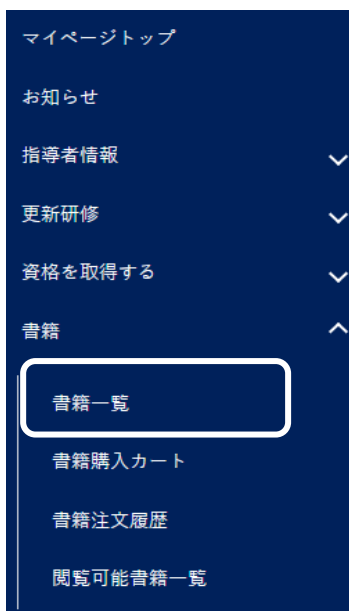 マイページトップ
お知らせ
指導者情報
更新研修
資格を取得する
書籍
書籍一覧
書籍購入カート
書籍注文履歴
閲覧可能書籍一覧